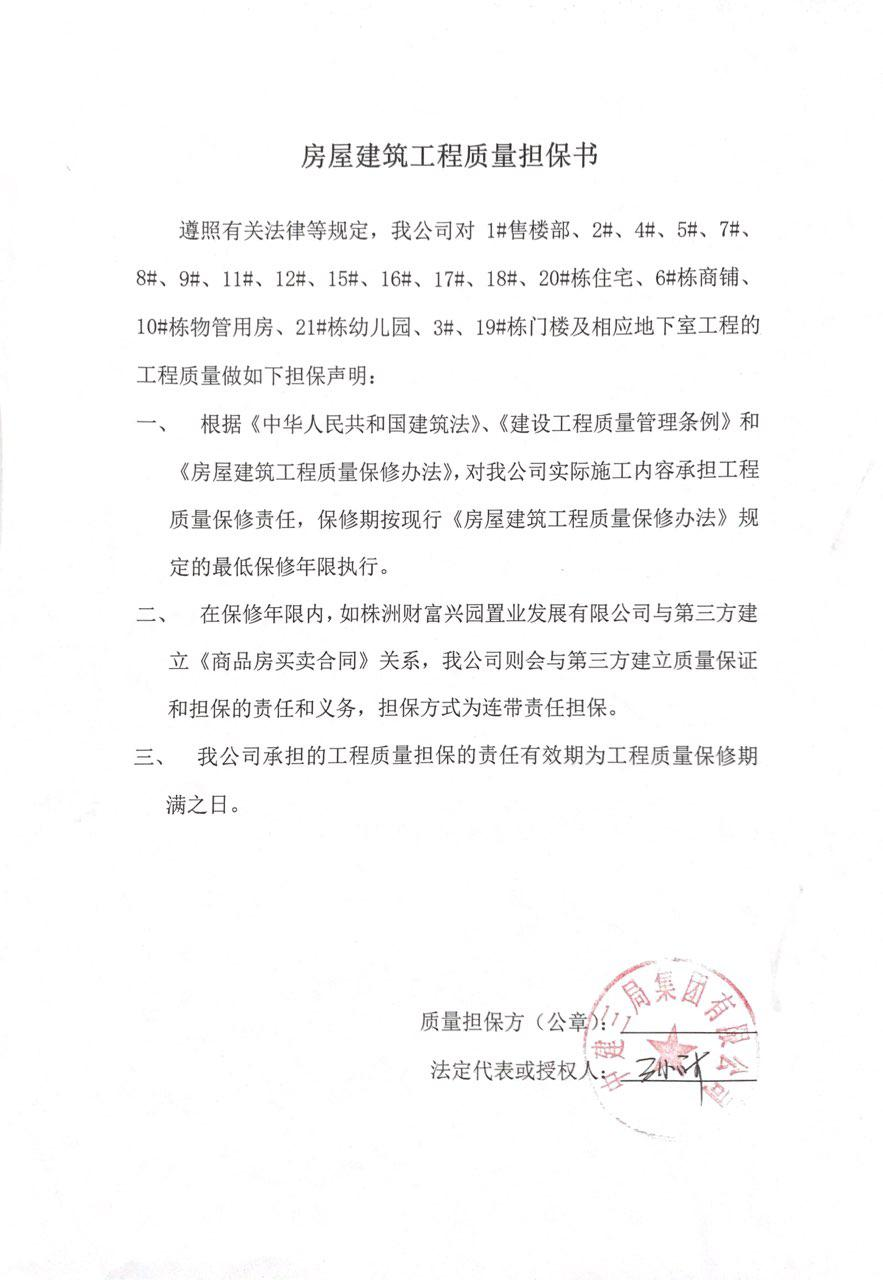 房屋建筑工程质量担保书
遵照有关法律等规定，我公司对 1#售楼部、2#、4#、5#、7#、
8#、9#、11#、12#、15#、16#、17#、18#、20#栋住宅、6#栋商铺、
10#栋物管用房、21#栋幼儿园、3#、19#栋门楼及相应地下室工程的
工程质量做如下担保声明：
一、 根据《中华人民共和国建筑法》、《建设工程质量管理条例》和
《房屋建筑工程质量保修办法》，对我公司实际施工内容承担工程
质量保修责任，保修期按现行《房屋建筑工程质量保修办法》规
定的最低保修年限执行。
二、 在保修年限内，如株洲财富兴园置业发展有限公司与第三方建
立《商品房买卖合同》关系，我公司则会与第三方建立质量保证
和担保的责任和义务，担保方式为连带责任担保。
三、 我公司承担的工程质量担保的责任有效期为工程质量保修期
满之日。
质量担保方（公章）：
法定代表或授权人：
中建三局集团有限公司